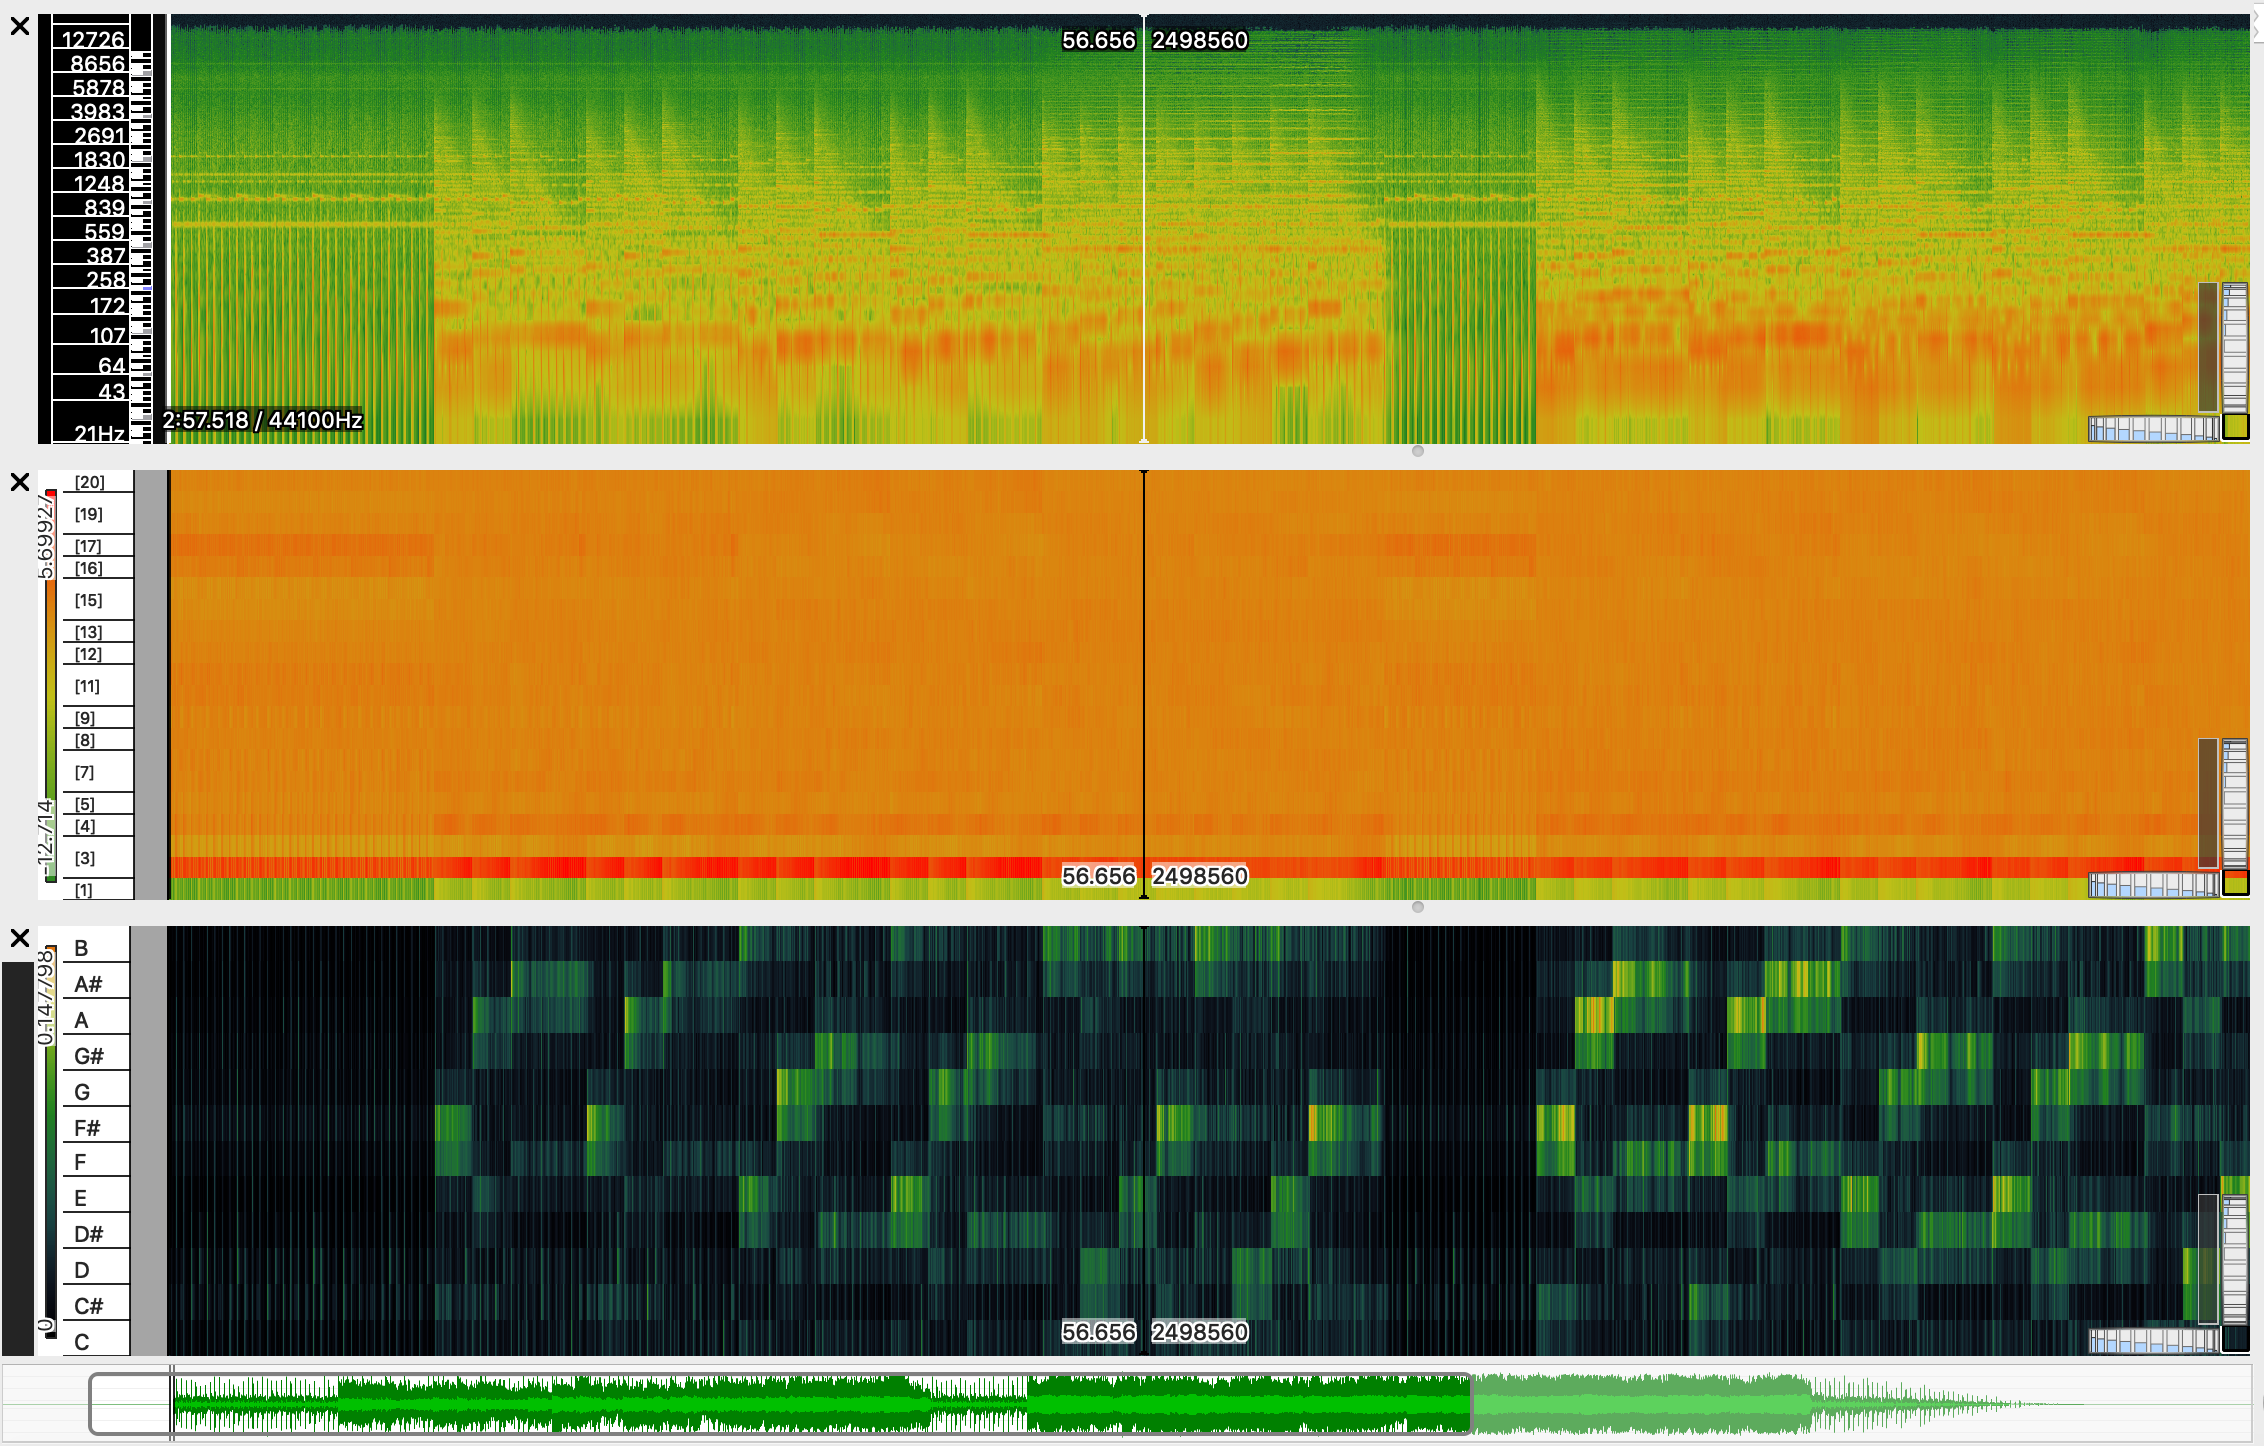 12726
8656
5878
3983
2691
1830
1248
839
559
387
258
172
107
64
43
21Hz
56.656 2498560
2:57.518 / 44100Hz
[20]
[19]
[17]
[16]
[15]
[13]
[12]
[11]
[9]
[8]
[7]
[5]
[4]
[3]
[1]
5.69927
-12.714
56.656 2498560
B
A#
A
G#
G
F#
F
E
D#
D
C#
C
0.147798
0
56.656 2498560